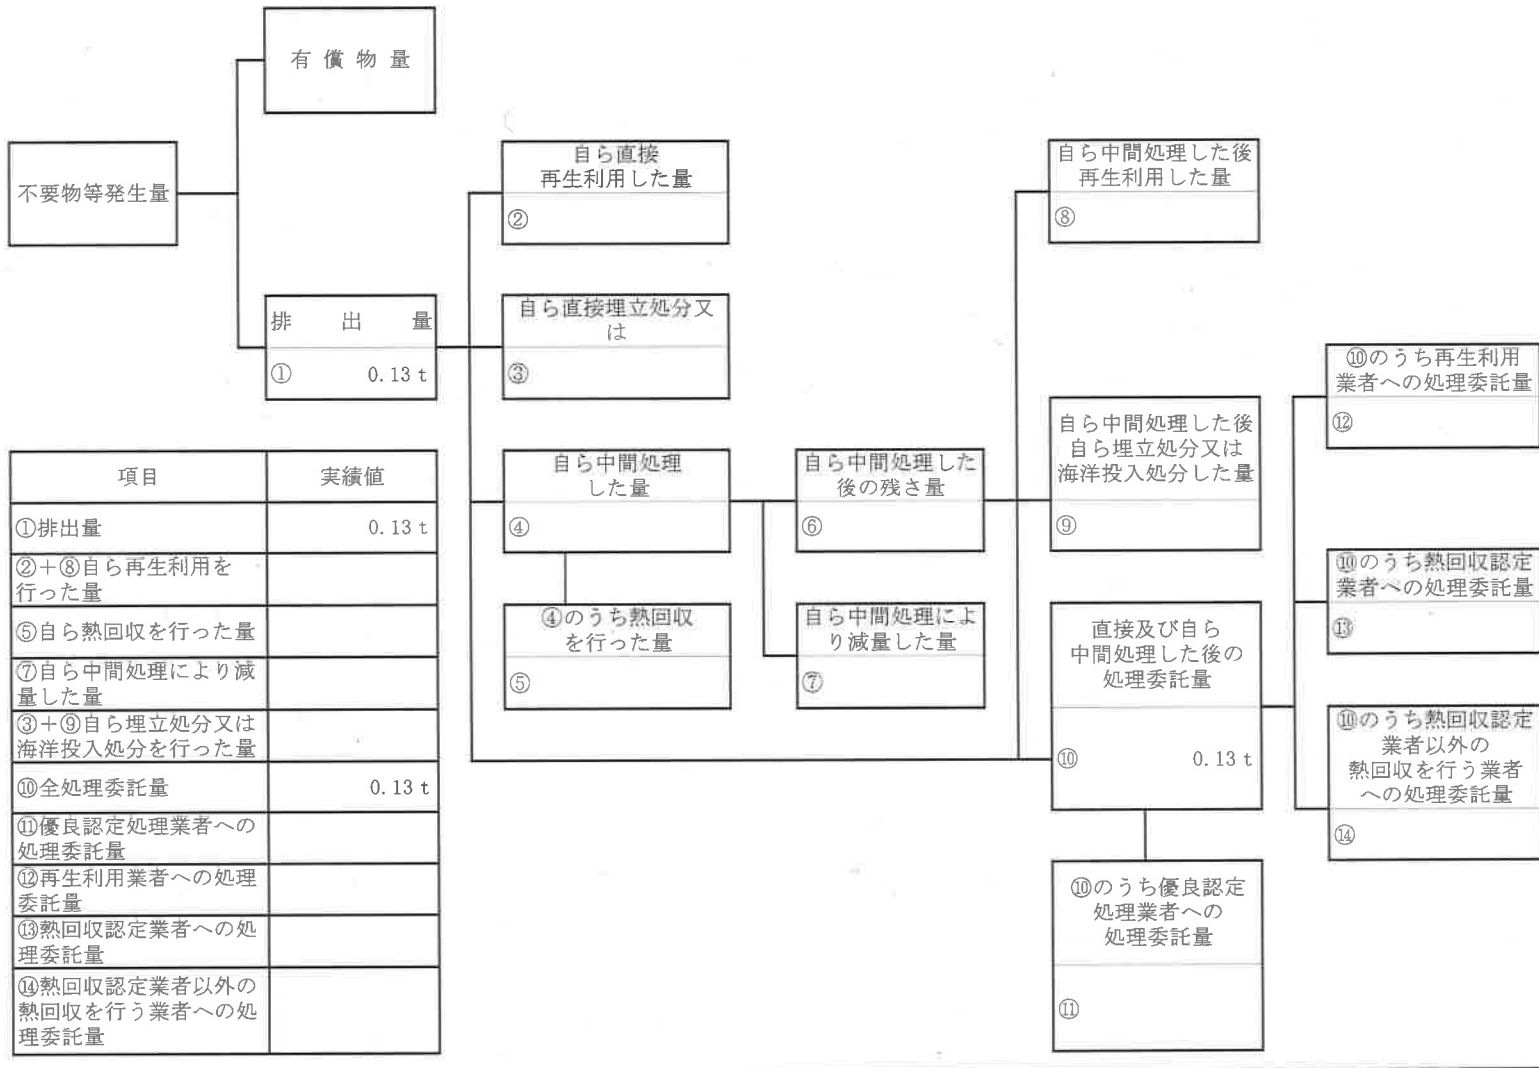 有償物量
不要物等発生量
排出量
① 0.13 t
自ら直接
再生利用した量
②
自ら直接埋立処分又
は
③
自ら中間処理
した量
④
④のうち熱回収
を行った量
⑤
自ら中間処理した
後の残さ量
⑥
自ら中間処理によ
り減量した量
⑦
自ら中間処理した後
再生利用した量
⑧
自ら中間処理した後
自ら埋立処分又は
海洋投入処分した量
⑨
直接及び自ら
中間処理した後の
処理委託量
⑩ 0.13 t
⑩のうち優良認定
処理業者への
処理委託量
⑪
⑩のうち再生利用
業者への処理委託量
⑫
⑩のうち熱回収認定
業者への処理委託量
⑬
⑩のうち熱回収認定
業者以外の
熱回収を行う業者
への処理委託量
⑭
項目 実績値
①排出量 0.13 t
②+⑧自ら再生利用を
行った量
⑤自ら熱回収を行った量
⑦自ら中間処理により減
量した量
③+⑨自ら埋立処分又は
海洋投入処分を行った量
⑩全処理委託量 0.13 t
⑪優良認定処理業者への
処理委託量
⑫再生利用業者への処理
委託量
⑬熱回収認定業者への処
理委託量
⑭熱回収認定業者以外の
熱回収を行う業者への処
理委託量